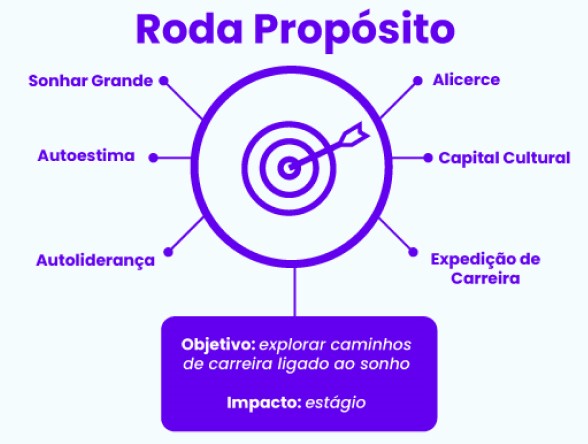 Roda Propósito
Sonhar Grande
Alicerce
Autoestima
Capital Cultural
Autoliderança
Expedição de
Carreira
Objetivo: explorar caminhos
de carreira ligado ao sonho
Impacto: estágio